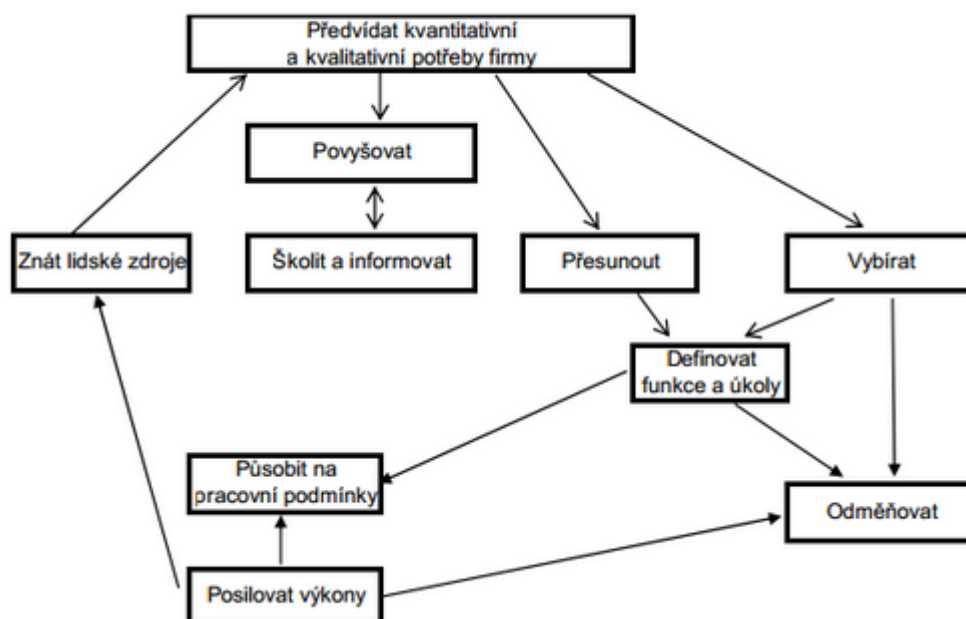 Předvídat kvantitativní
a kvalitativní potřeby firmy
Povyšovat
Znát lidské zdroje
Školit a informovat
Přesunout
Vybírat
Definovat
funkce a úkoly
Působit na
pracovní podmínky
Odměňovat
Posilovat výkony